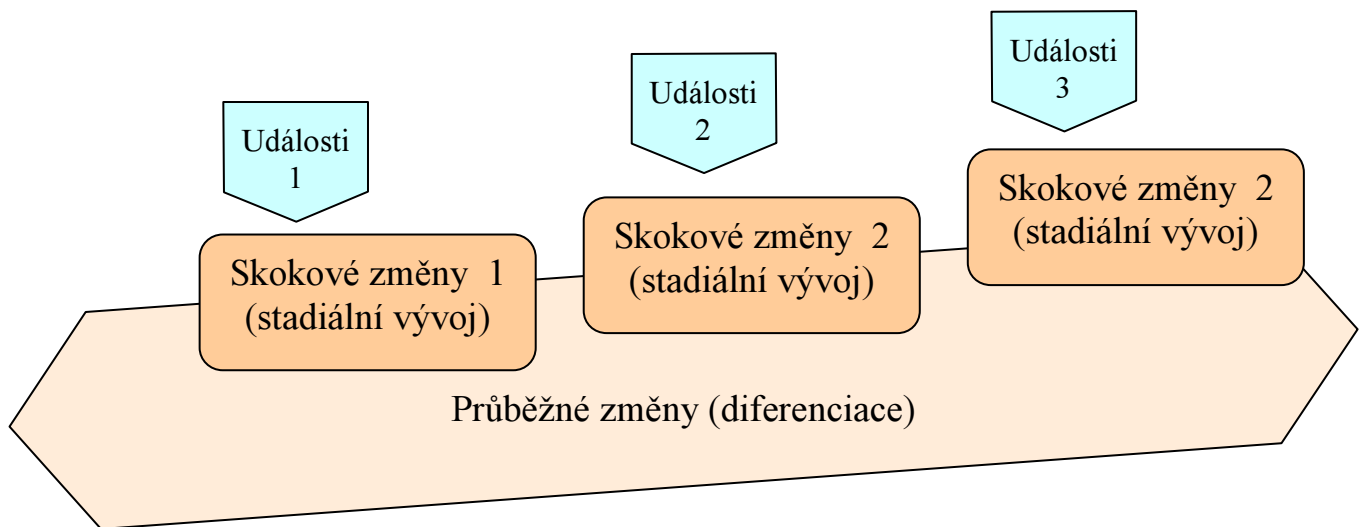 Události
1
Události
2
Události
3
Skokové změny  1
(stadiální vývoj)
Skokové změny  2
(stadiální vývoj)
Skokové změny  2
(stadiální vývoj)
Průběžné změny (diferenciace)